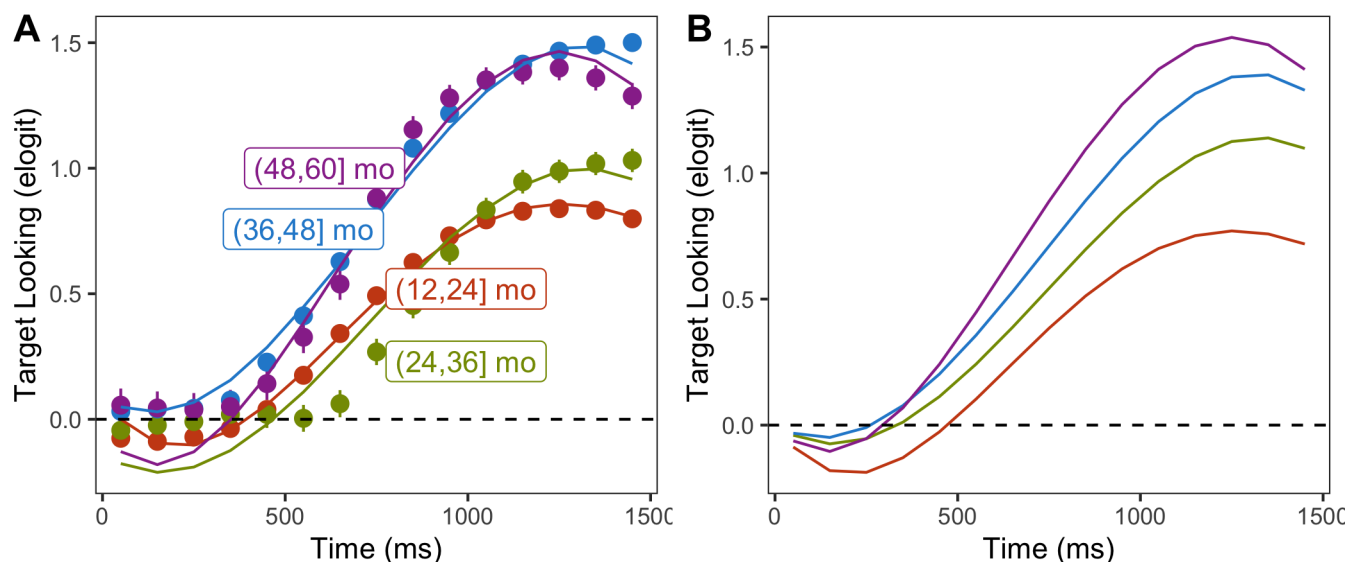 A
Target Looking (elogit)
1.5
1.0
0.5
0.0
(48,60] mo
(36,48] mo
(12,24] mo
(24,36] mo
0
500
1000
1500
Time (ms)
B
Target Looking (elogit)
1.5
1.0
0.5
0.0
0
500
1000
1500
Time (ms)